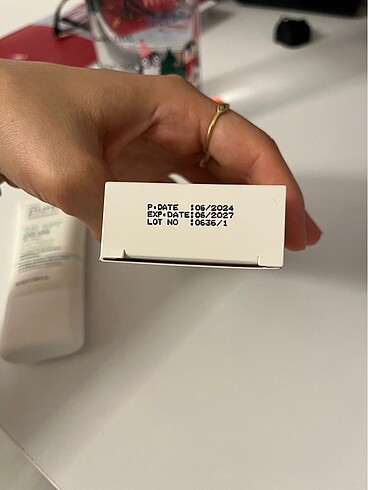 P.DATE :06/2024
EXP.DATE:06/2027
LOT NO :0636/1